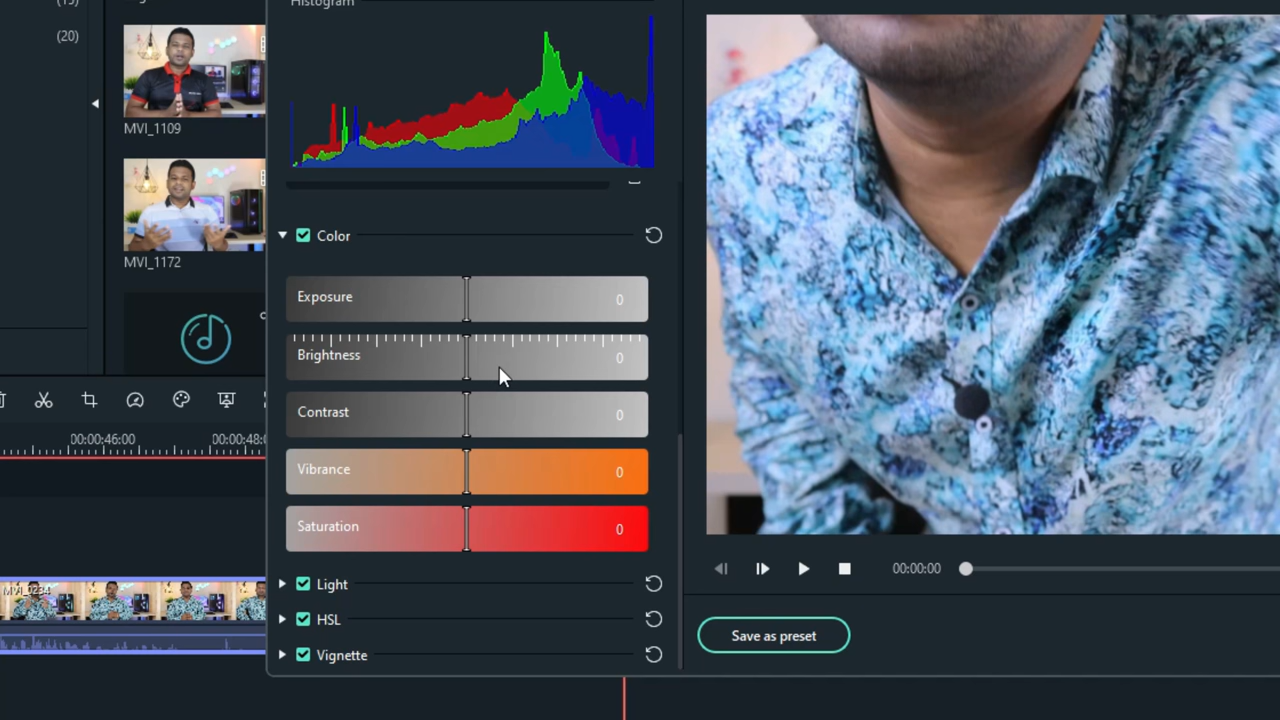 Histogram
(20)
MVI_1109
MVI_1172
Color
Exposure 0
Brightness 0
Contrast 0
Vibrance 0
Saturation 0
Light
HSL
Vignette
00:00:46:00
00:00:48:0
MVI_0234
00:00:00
Save as preset